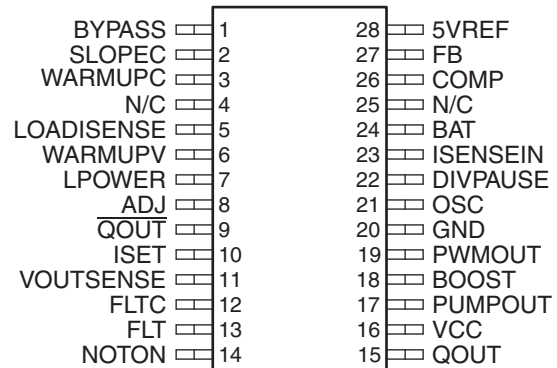 BYPASS 1 28 5VREF
SLOPEC 2 27 FB
WARMUPC 3 26 COMP
N/C 4 25 N/C
LOADISENSE 5 24 BAT
WARMUPV 6 23 ISENSEIN
LPOWER 7 22 DIVPAUSE
ADJ 8 21 OSC
Q̅O̅U̅T̅ 9 20 GND
ISET 10 19 PWMOUT
VOUTSENSE 11 18 BOOST
FLTC 12 17 PUMPOUT
FLT 13 16 VCC
NOTON 14 15 QOUT